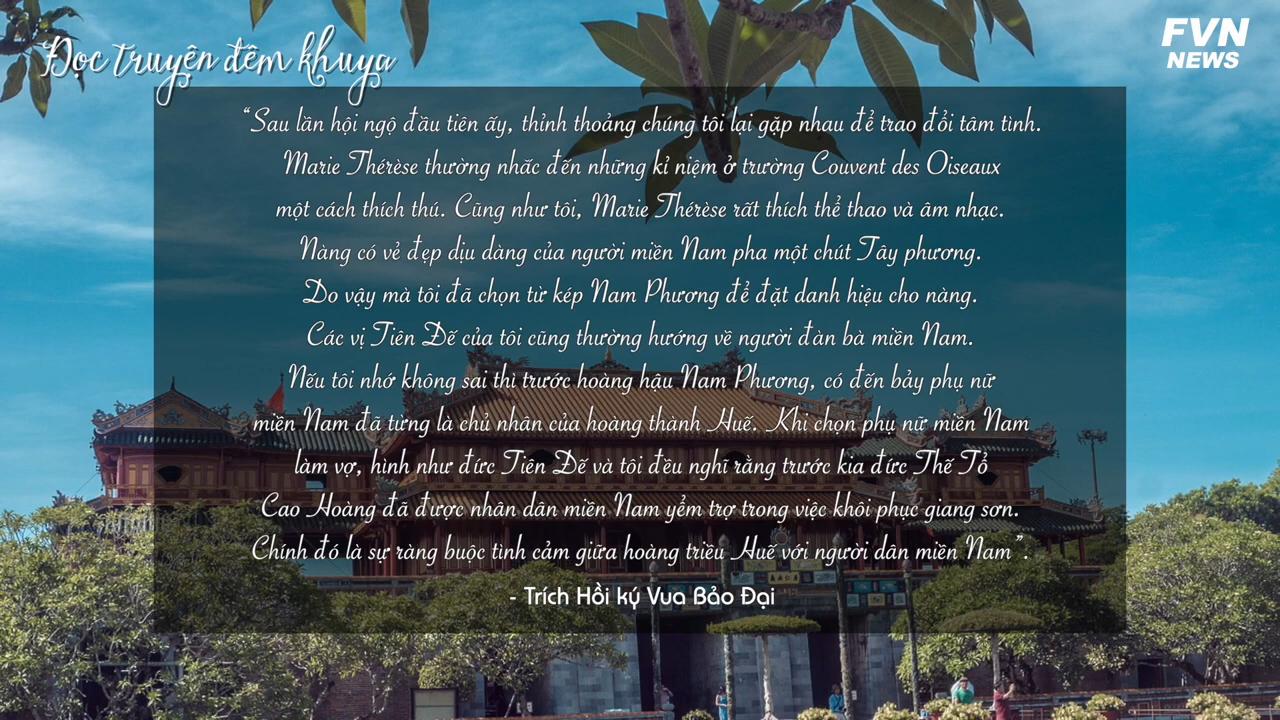 Đọc truyện đêm khuya
FVN
NEWS
“Sau lần hội ngộ đầu tiên ấy, thỉnh thoảng chúng tôi lại gặp nhau để trao đổi tâm tình.
Marie Thérèse thường nhắc đến những kỉ niệm ở trường Couvent des Oiseaux
một cách thích thú. Cũng như tôi, Marie Thérèse rất thích thể thao và âm nhạc.
Nàng có vẻ đẹp dịu dàng của người miền Nam pha một chút Tây phương.
Do vậy mà tôi đã chọn từ kép Nam Phương để đặt danh hiệu cho nàng.
Các vị Tiên Đế của tôi cũng thường hướng về người đàn bà miền Nam.
Nếu tôi nhớ không sai thì trước hoàng hậu Nam Phương, có đến bảy phụ nữ
miền Nam đã từng là chủ nhân của hoàng thành Huế. Khi chọn phụ nữ miền Nam
làm vợ, hình như đức Tiên Đế và tôi đều nghĩ rằng trước kia đức Thế Tổ
Cao Hoàng đã được nhân dân miền Nam yểm trợ trong việc khôi phục giang sơn.
Chính đó là sự ràng buộc tình cảm giữa hoàng triều Huế với người dân miền Nam”.
- Trích Hồi ký Vua Bảo Đại